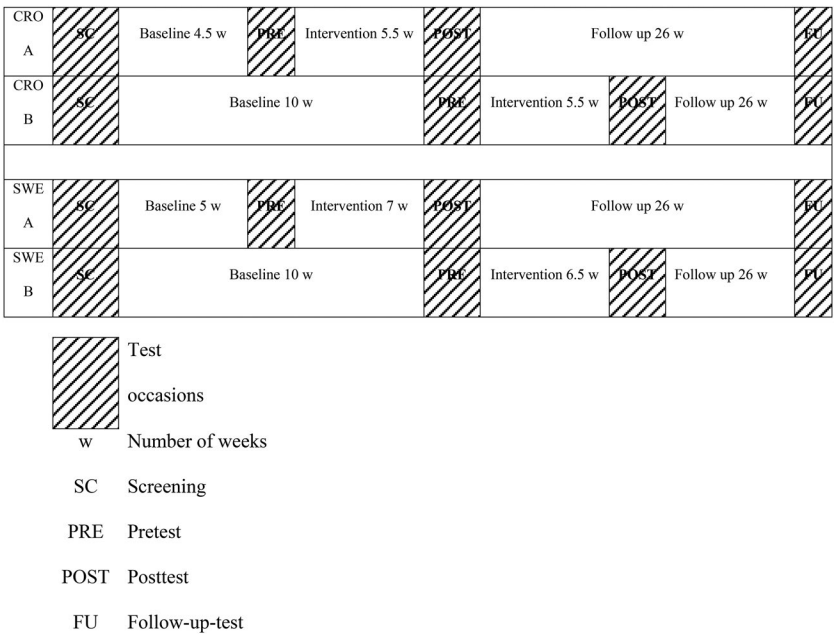 CRO
A
SC
Baseline 4.5 w
PRE
Intervention 5.5 w
POST
Follow up 26 w
FU
CRO
B
SC
Baseline 10 w
PRE
Intervention 5.5 w
POST
Follow up 26 w
FU
SWE
A
SC
Baseline 5 w
PRE
Intervention 7 w
POST
Follow up 26 w
FU
SWE
B
SC
Baseline 10 w
PRE
Intervention 6.5 w
POST
Follow up 26 w
FU
Test
occasions
w Number of weeks
SC Screening
PRE Pretest
POST Posttest
FU Follow-up-test